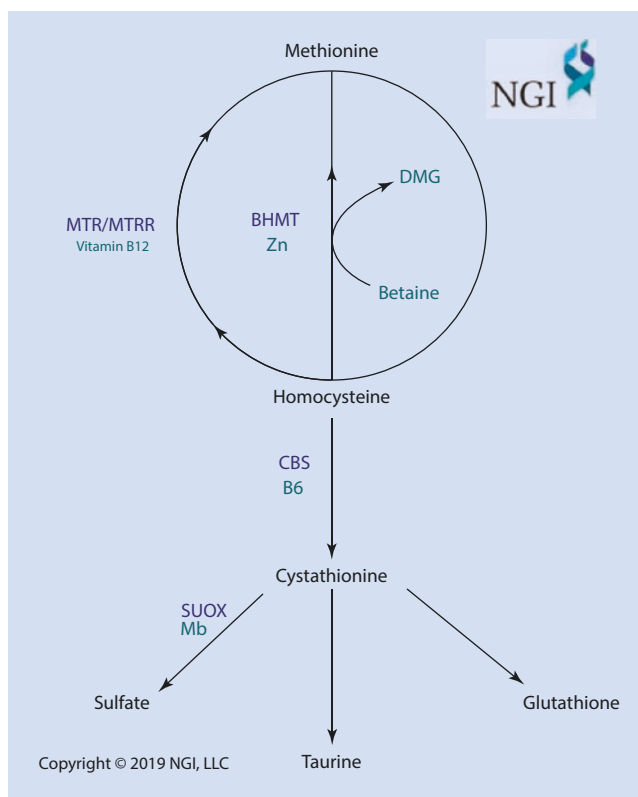 Methionine
NGI
DMG
MTR/MTRR
Vitamin B12
BHMT
Zn
Betaine
Homocysteine
CBS
B6
Cystathionine
SUOX
Mb
Sulfate
Glutathione
Copyright © 2019 NGI, LLC
Taurine